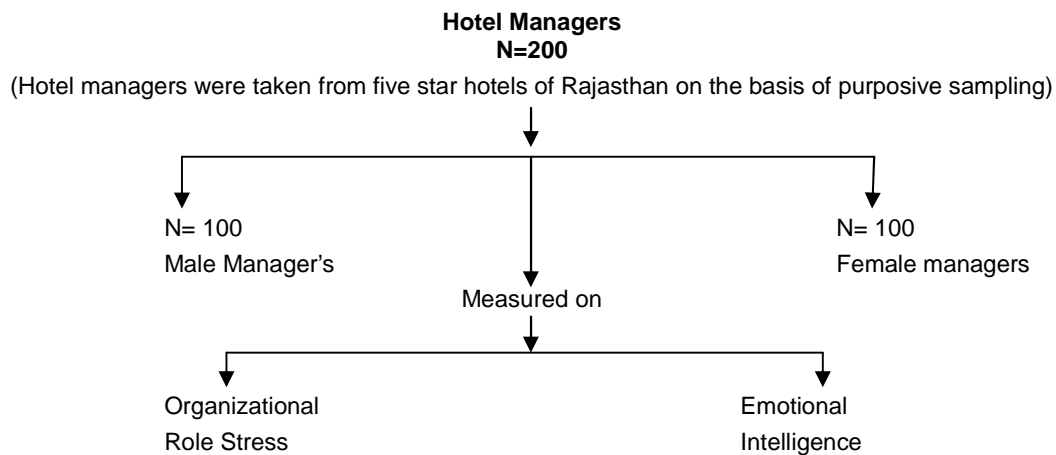 Hotel Managers
N=200
(Hotel managers were taken from five star hotels of Rajasthan on the basis of purposive sampling)
N= 100
Male Manager's
N= 100
Female managers
Measured on
Organizational
Role Stress
Emotional
Intelligence